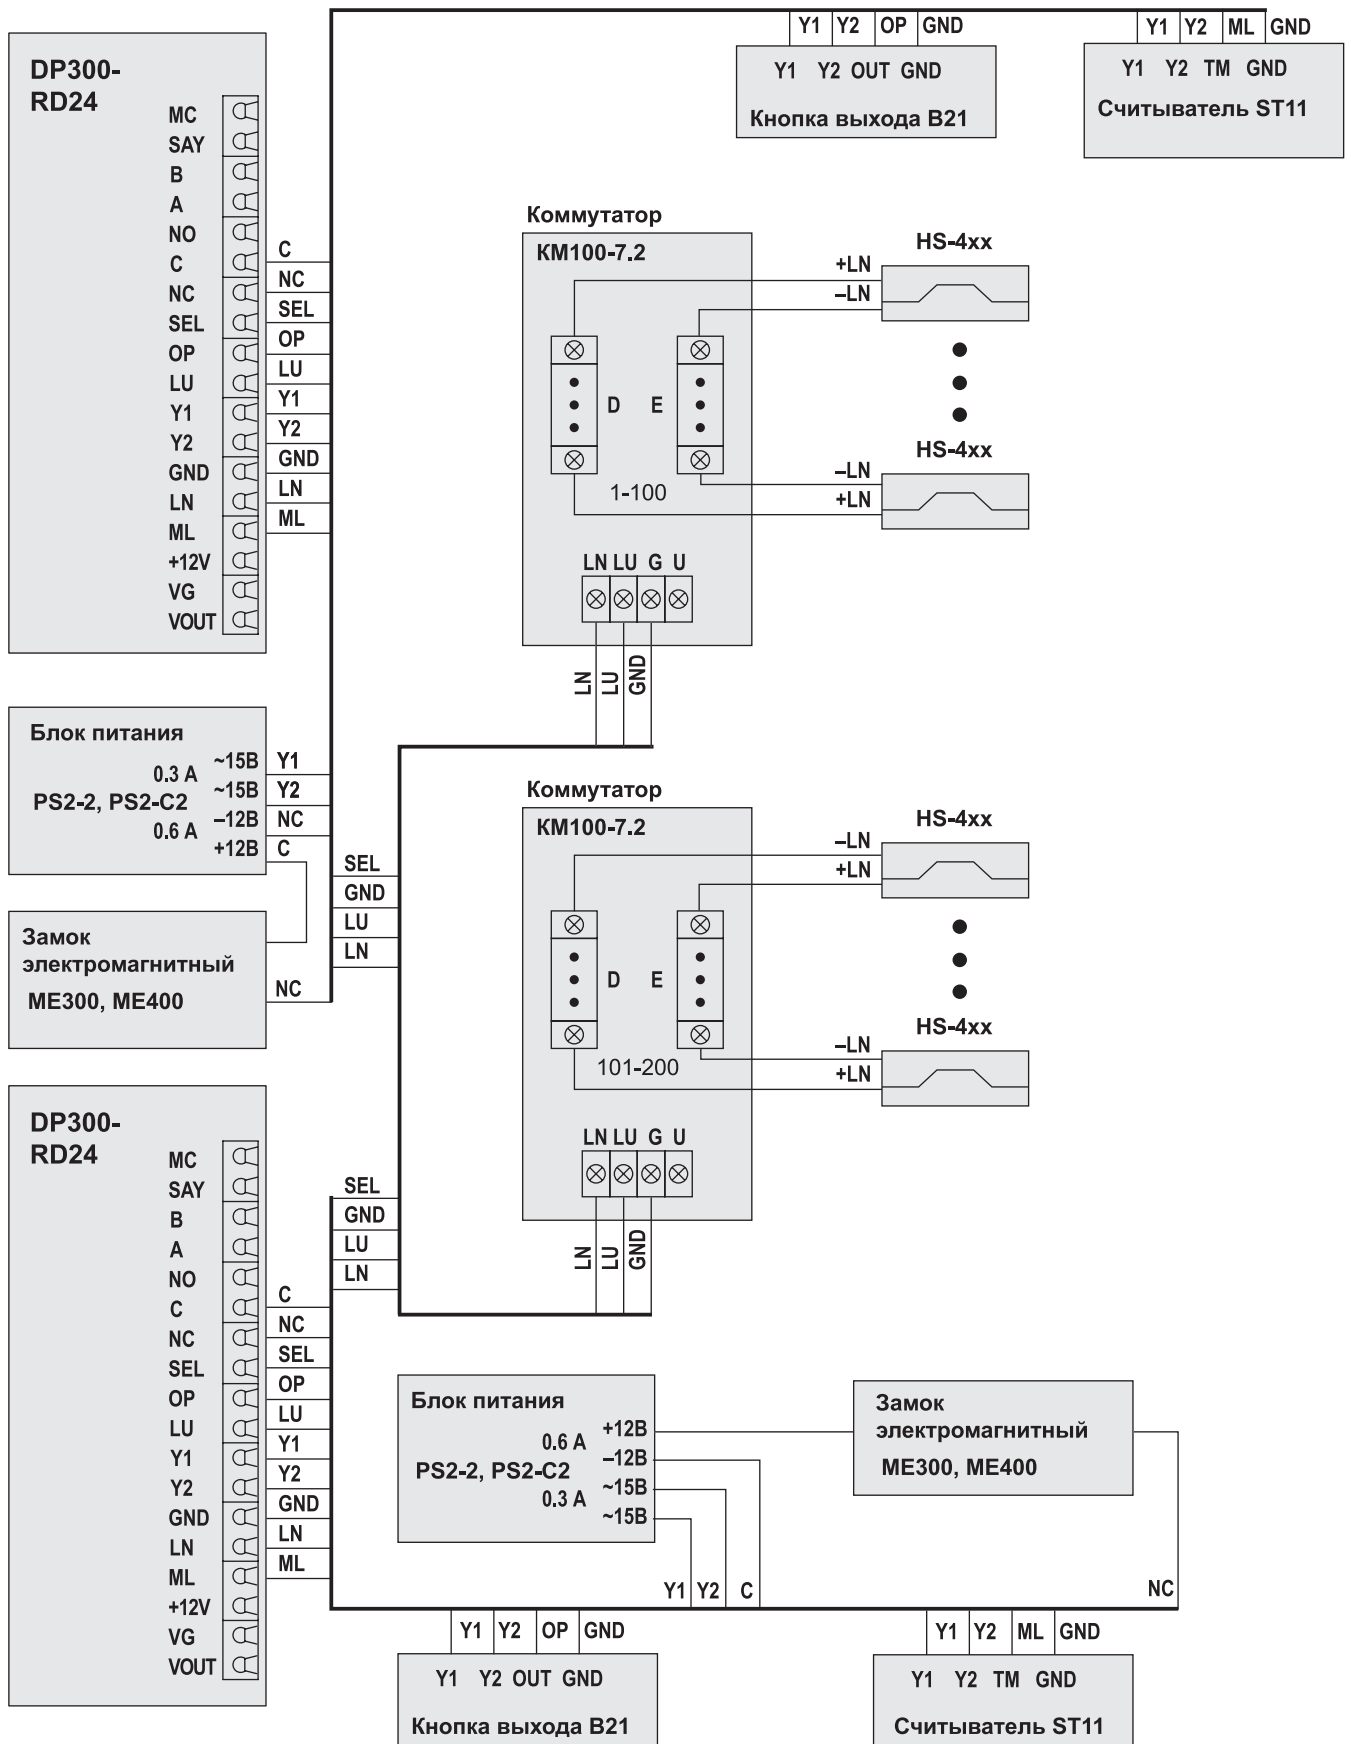 Y1 Y2 OP GND
Y1 Y2 OUT GND
Кнопка выхода B21
Y1 Y2 ML GND
Y1 Y2 TM GND
Считыватель ST11
DP300-
RD24
MC
SAY
B
A
NO
C
NC
SEL
OP
LU
Y1
Y2
GND
LN
ML
+12V
VG
VOUT
C
NC
SEL
OP
LU
Y1
Y2
GND
LN
ML
Коммутатор
КМ100-7.2
D E
1-100
LN LU G U
LN LU GND
+LN
–LN
HS-4xx
HS-4xx
–LN
+LN
Блок питания
0.3 А
PS2-2, PS2-C2
0.6 А
~15В
~15В
–12В
+12В
Y1
Y2
NC
C
Замок
электромагнитный
ME300, ME400
NC
SEL
GND
LU
LN
Коммутатор
КМ100-7.2
D E
101-200
LN LU G U
LN LU GND
–LN
+LN
HS-4xx
HS-4xx
–LN
+LN
DP300-
RD24
MC
SAY
B
A
NO
C
NC
SEL
OP
LU
Y1
Y2
GND
LN
ML
+12V
VG
VOUT
C
NC
SEL
OP
LU
Y1
Y2
GND
LN
ML
SEL
GND
LU
LN
Блок питания
0.6 А
PS2-2, PS2-C2
0.3 А
+12В
–12В
~15В
~15В
Y1 Y2 C
Замок
электромагнитный
ME300, ME400
NC
Y1 Y2 OP GND
Y1 Y2 OUT GND
Кнопка выхода B21
Y1 Y2 ML GND
Y1 Y2 TM GND
Считыватель ST11